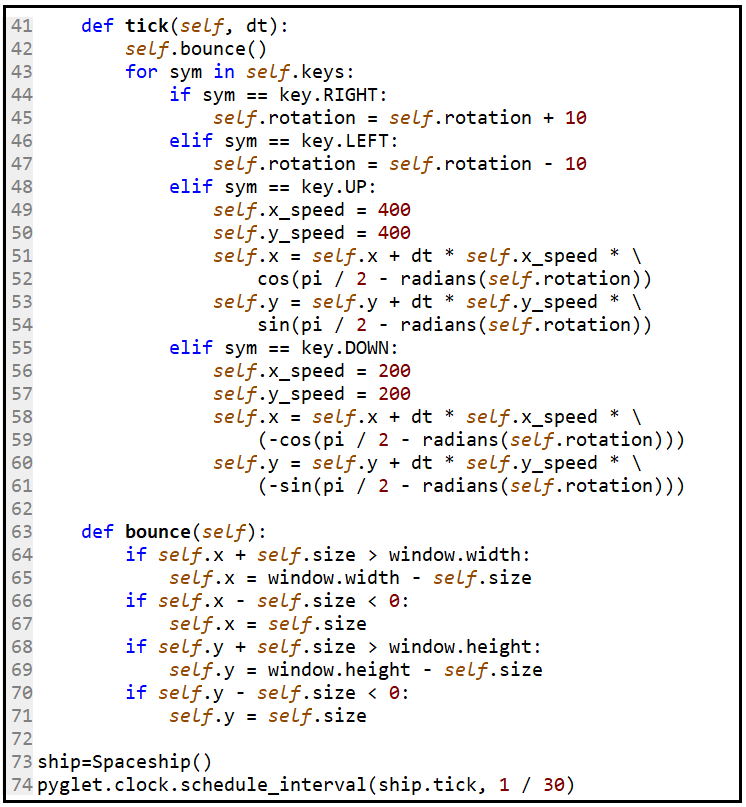 41     def tick(self, dt):
42         self.bounce()
43         for sym in self.keys:
44             if sym == key.RIGHT:
45                 self.rotation = self.rotation + 10
46             elif sym == key.LEFT:
47                 self.rotation = self.rotation - 10
48             elif sym == key.UP:
49                 self.x_speed = 400
50                 self.y_speed = 400
51                 self.x = self.x + dt * self.x_speed * \
52                     cos(pi / 2 - radians(self.rotation))
53                 self.y = self.y + dt * self.y_speed * \
54                     sin(pi / 2 - radians(self.rotation))
55             elif sym == key.DOWN:
56                 self.x_speed = 200
57                 self.y_speed = 200
58                 self.x = self.x + dt * self.x_speed * \
59                     (-cos(pi / 2 - radians(self.rotation)))
60                 self.y = self.y + dt * self.y_speed * \
61                     (-sin(pi / 2 - radians(self.rotation)))
62
63     def bounce(self):
64         if self.x + self.size > window.width:
65             self.x = window.width - self.size
66         if self.x - self.size < 0:
67             self.x = self.size
68         if self.y + self.size > window.height:
69             self.y = window.height - self.size
70         if self.y - self.size < 0:
71             self.y = self.size
72
73 ship=Spaceship()
74 pyglet.clock.schedule_interval(ship.tick, 1 / 30)